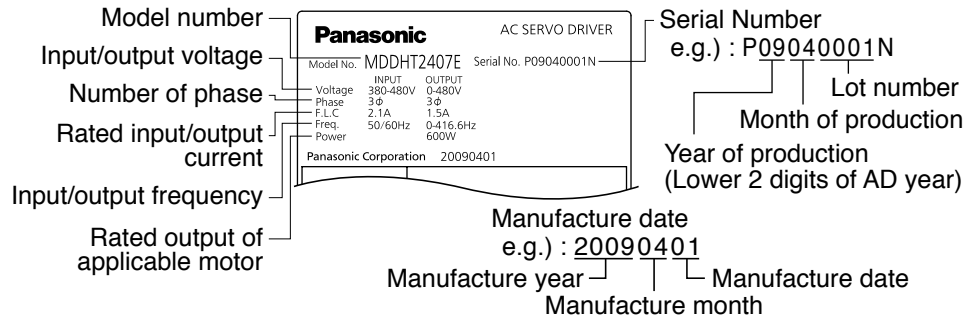 Model number
Input/output voltage
Number of phase
Rated input/output
current
Input/output frequency
Rated output of
applicable motor
Panasonic AC SERVO DRIVER
Model No. MDDHT2407E Serial No. P09040001N
INPUT OUTPUT
Voltage 380-480V 0-480V
Phase 3ϕ 3ϕ
F.L.C 2.1A 1.5A
Freq. 50/60Hz 0-416.6Hz
Power 600W
Panasonic Corporation 20090401
Serial Number
e.g.) : P09040001N
Lot number
Month of production
Year of production
(Lower 2 digits of AD year)
Manufacture date
e.g.) : 20090401
Manufacture year Manufacture date
Manufacture month